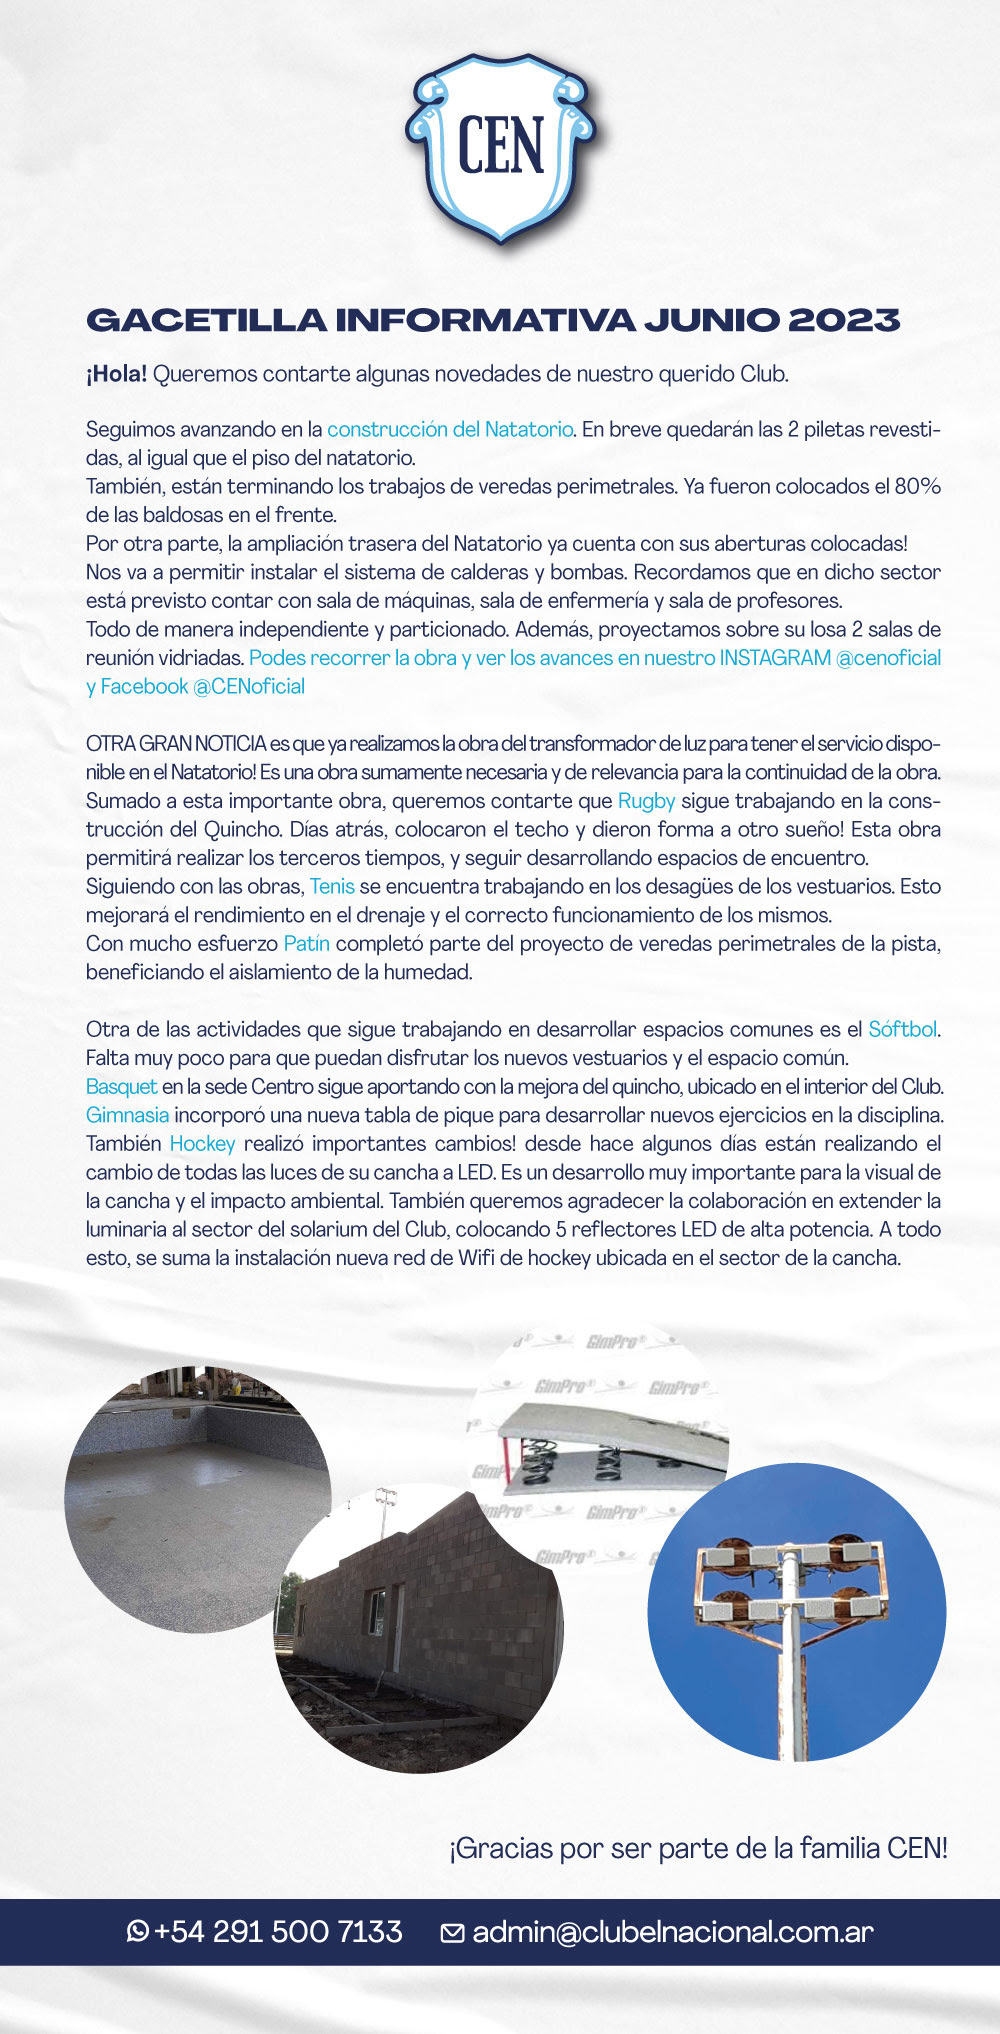 CEN
GACETILLA INFORMATIVA JUNIO 2023
¡Hola! Queremos contarte algunas novedades de nuestro querido Club.
Seguimos avanzando en la construcción del Natatorio. En breve quedarán las 2 piletas revesti-
das, al igual que el piso del natatorio.
También, están terminando los trabajos de veredas perimetrales. Ya fueron colocados el 80%
de las baldosas en el frente.
Por otra parte, la ampliación trasera del Natatorio ya cuenta con sus aberturas colocadas!
Nos va a permitir instalar el sistema de calderas y bombas. Recordamos que en dicho sector
está previsto contar con sala de máquinas, sala de enfermería y sala de profesores.
Todo de manera independiente y particionado. Además, proyectamos sobre su losa 2 salas de
reunión vidriadas. Podes recorrer la obra y ver los avances en nuestro INSTAGRAM @cenoficial
y Facebook @CENoficial
OTRA GRAN NOTICIA es que ya realizamos la obra del transformador de luz para tener el servicio dispo-
nible en el Natatorio! Es una obra sumamente necesaria y de relevancia para la continuidad de la obra.
Sumado a esta importante obra, queremos contarte que Rugby sigue trabajando en la cons-
trucción del Quincho. Días atrás, colocaron el techo y dieron forma a otro sueño! Esta obra
permitirá realizar los terceros tiempos, y seguir desarrollando espacios de encuentro.
Siguiendo con las obras, Tenis se encuentra trabajando en los desagües de los vestuarios. Esto
mejorará el rendimiento en el drenaje y el correcto funcionamiento de los mismos.
Con mucho esfuerzo Patín completó parte del proyecto de veredas perimetrales de la pista,
beneficiando el aislamiento de la humedad.
Otra de las actividades que sigue trabajando en desarrollar espacios comunes es el Sóftbol.
Falta muy poco para que puedan disfrutar los nuevos vestuarios y el espacio común.
Basquet en la sede Centro sigue aportando con la mejora del quincho, ubicado en el interior del Club.
Gimnasia incorporó una nueva tabla de pique para desarrollar nuevos ejercicios en la disciplina.
También Hockey realizó importantes cambios! desde hace algunos días están realizando el
cambio de todas las luces de su cancha a LED. Es un desarrollo muy importante para la visual de
la cancha y el impacto ambiental. También queremos agradecer la colaboración en extender la
luminaria al sector del solarium del Club, colocando 5 reflectores LED de alta potencia. A todo
esto, se suma la instalación nueva red de Wifi de hockey ubicada en el sector de la cancha.
GimPro®
GimPro® GimPro®
GimPro®
GimPro®
¡Gracias por ser parte de la familia CEN!
+54 291 500 7133 admin@clubelnacional.com.ar